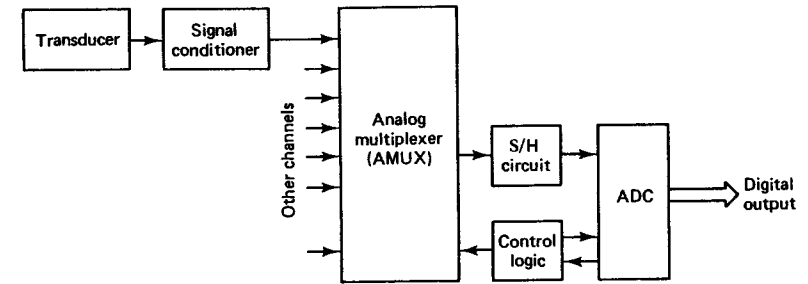 Transducer
Signal
conditioner
Other channels
Analog
multiplexer
(AMUX)
S/H
circuit
Control
logic
ADC
Digital
output